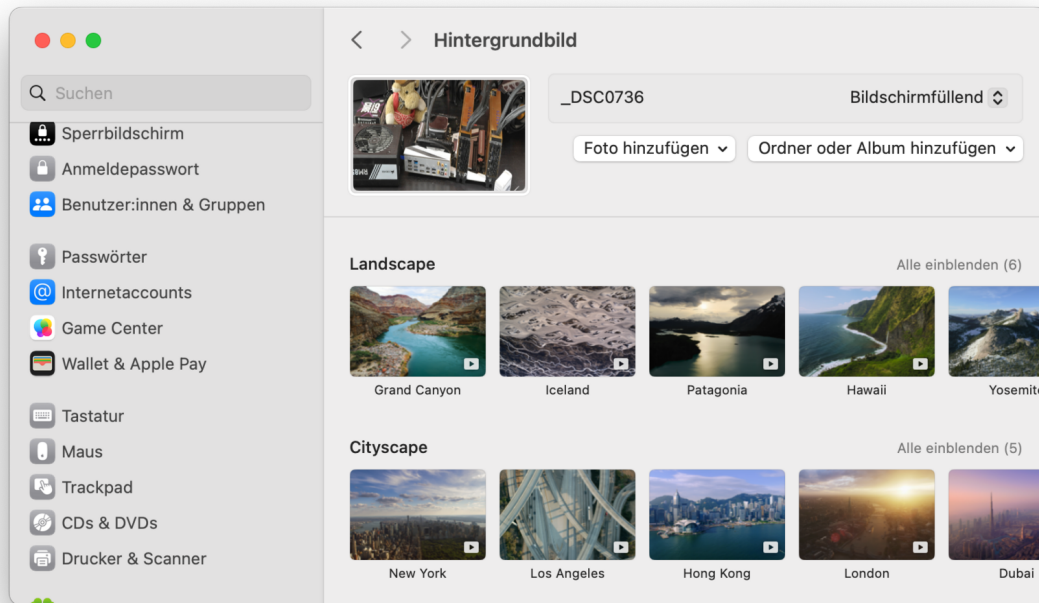 Suchen
Sperrbildschirm
Anmeldepasswort
Benutzer:innen & Gruppen
Passwörter
Internetaccounts
Game Center
Wallet & Apple Pay
Tastatur
Maus
Trackpad
CDs & DVDs
Drucker & Scanner
Hintergrundbild
_DSC0736
Bildschirmfüllend
Foto hinzufügen
Ordner oder Album hinzufügen
Landscape
Alle einblenden (6)
Grand Canyon
Iceland
Patagonia
Hawaii
Yosemite
Cityscape
Alle einblenden (5)
New York
Los Angeles
Hong Kong
London
Dubai